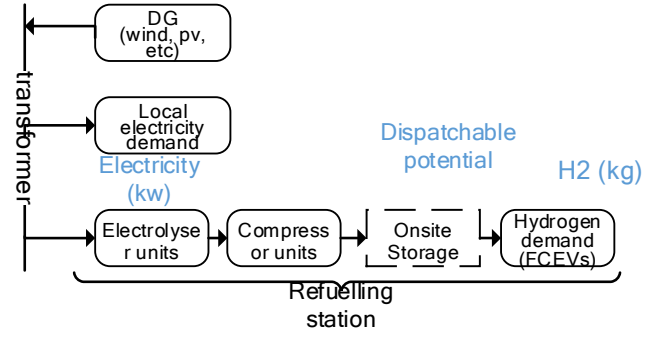 DG
(wind, pv,
etc)
transformer
Local
electricity
demand
Electricity
(kw)
Dispatchable
potential
H2 (kg)
Electrolyse
r units
Compress
or units
Onsite
Storage
Hydrogen
demand
(FCEVs)
Refuelling
station